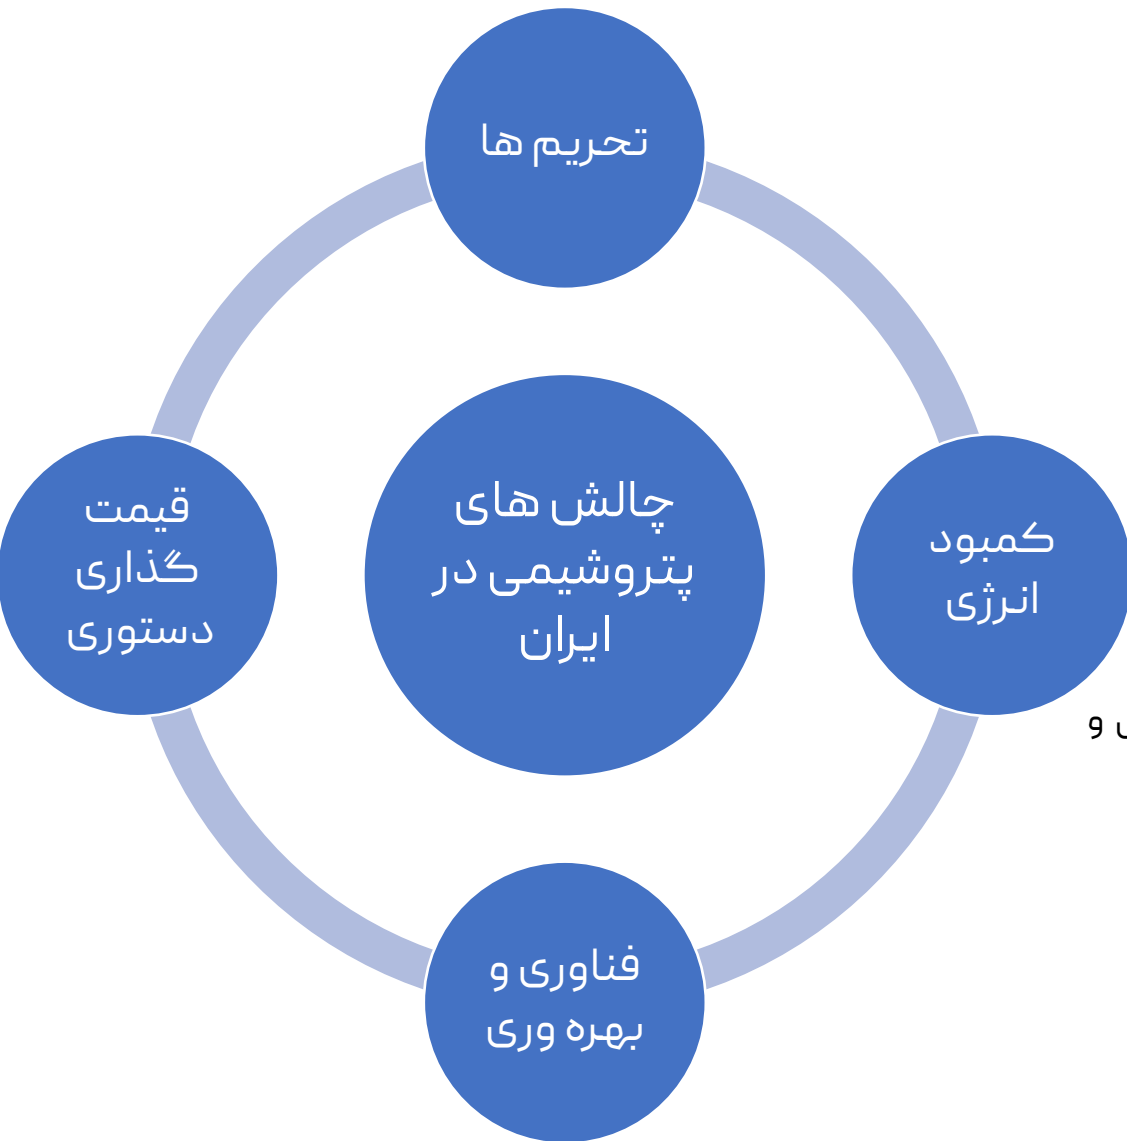 تحریم ها
چالش های
پتروشیمی در
ایران
کمبود
انرژی
فناوری و
بهره وری
قیمت
گذاری
دستوری
و